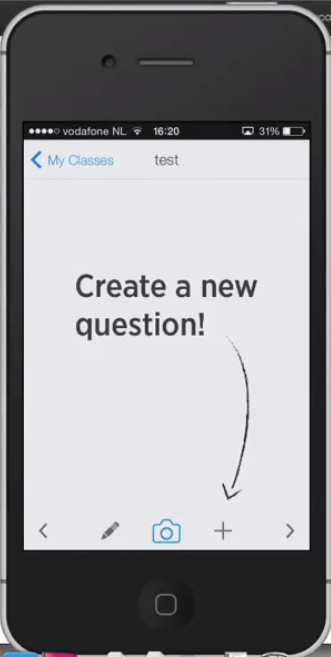 vodafone NL 16:20 31%
My Classes test
Create a new
question!